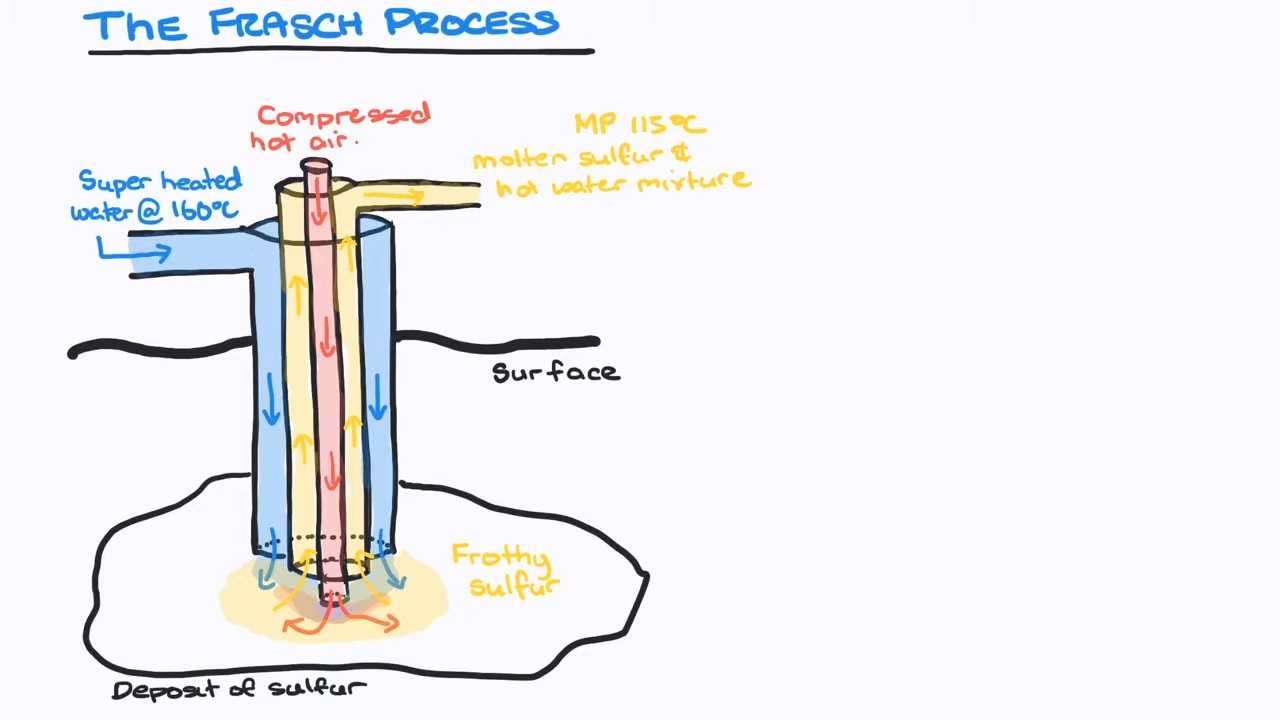 THE FRASCH PROCESS
Compressed
hot air.
MP 115°C
molten sulfur &
hot water mixture
Super heated
water @ 160°C
Surface
Frothy
sulfur
Deposit of sulfur